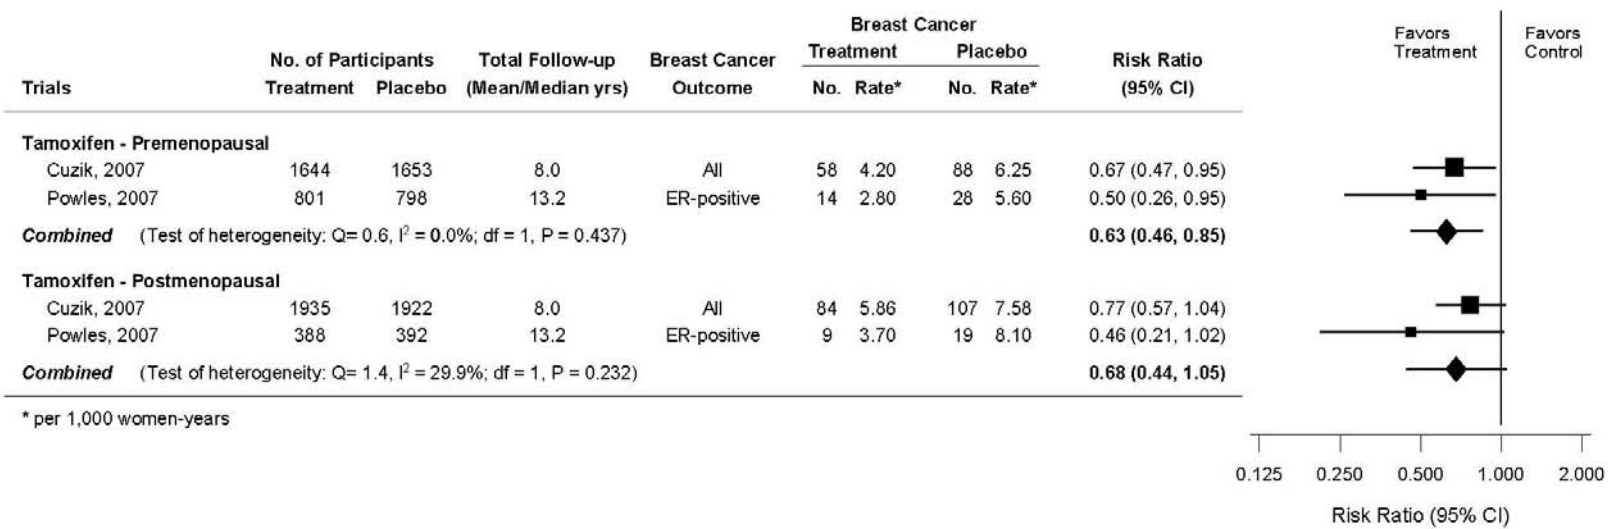 Breast Cancer
Favors Treatment
Favors Control
No. of Participants Total Follow-up Breast Cancer Treatment Placebo Risk Ratio
Trials Treatment Placebo (Mean/Median yrs) Outcome No. Rate* No. Rate* (95% CI)
Tamoxifen - Premenopausal
Cuzik, 2007 1644 1653 8.0 All 58 4.20 88 6.25 0.67 (0.47, 0.95)
Powles, 2007 801 798 13.2 ER-positive 14 2.80 28 5.60 0.50 (0.26, 0.95)
Combined (Test of heterogeneity: Q= 0.6, I² = 0.0%; df = 1, P = 0.437) 0.63 (0.46, 0.85)
Tamoxifen - Postmenopausal
Cuzik, 2007 1935 1922 8.0 All 84 5.86 107 7.58 0.77 (0.57, 1.04)
Powles, 2007 388 392 13.2 ER-positive 9 3.70 19 8.10 0.46 (0.21, 1.02)
Combined (Test of heterogeneity: Q= 1.4, I² = 29.9%; df = 1, P = 0.232) 0.68 (0.44, 1.05)
* per 1,000 women-years
0.125 0.250 0.500 1.000 2.000
Risk Ratio (95% CI)